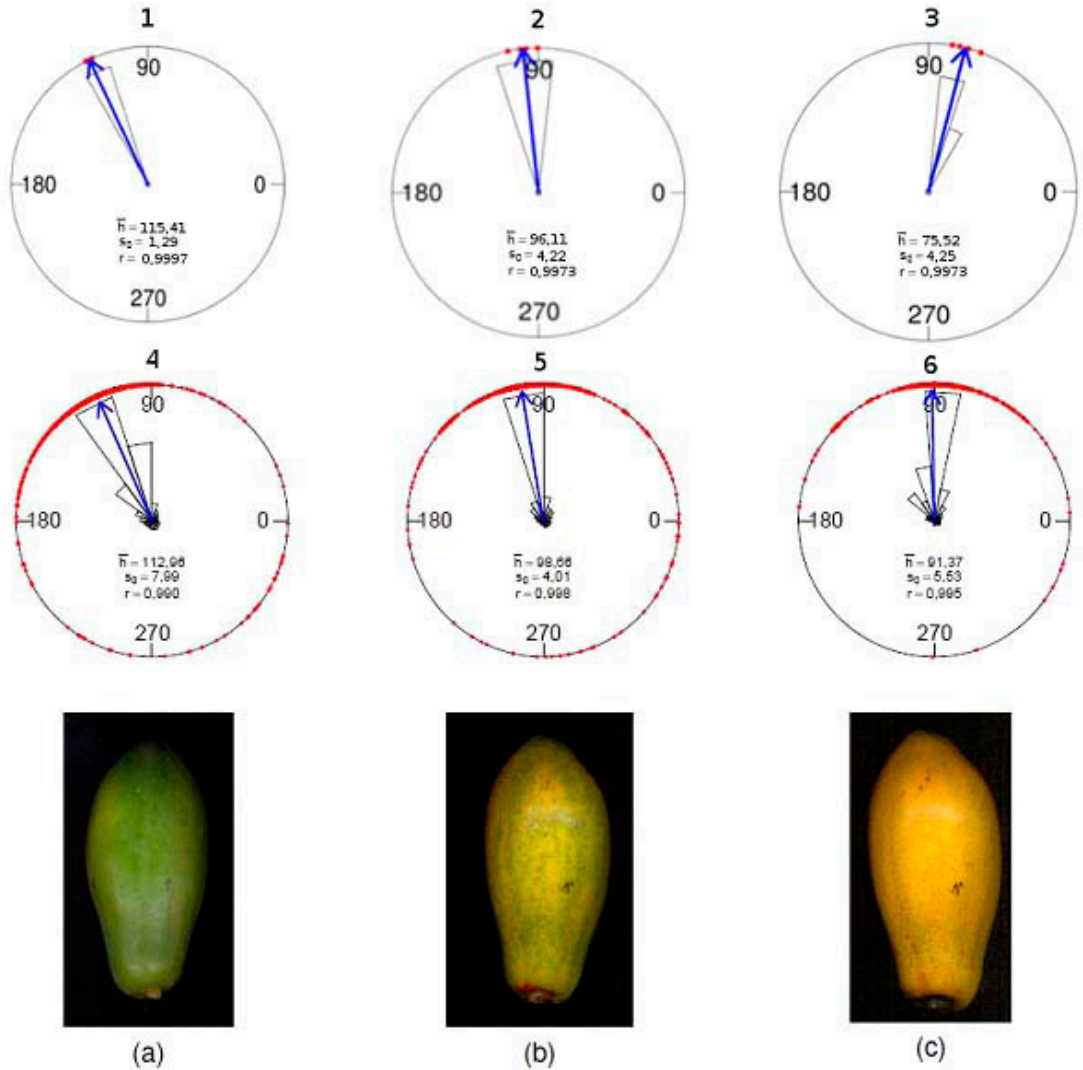 1
2
3
90
180
0
h̅ = 115,41
s₀ = 1,29
r = 0,9997
270
90
180
0
h̅ = 96,11
s₀ = 4,22
r = 0,9973
270
90
180
0
h̅ = 75,52
s₀ = 4,25
r = 0,9973
270
4
5
6
90
180
0
h̅ = 112,96
s₀ = 7,99
r = 0,990
270
90
180
0
h̅ = 98,66
s₀ = 4,01
r = 0,998
270
90
180
0
h̅ = 91,37
s₀ = 5,53
r = 0,995
270
(a)
(b)
(c)